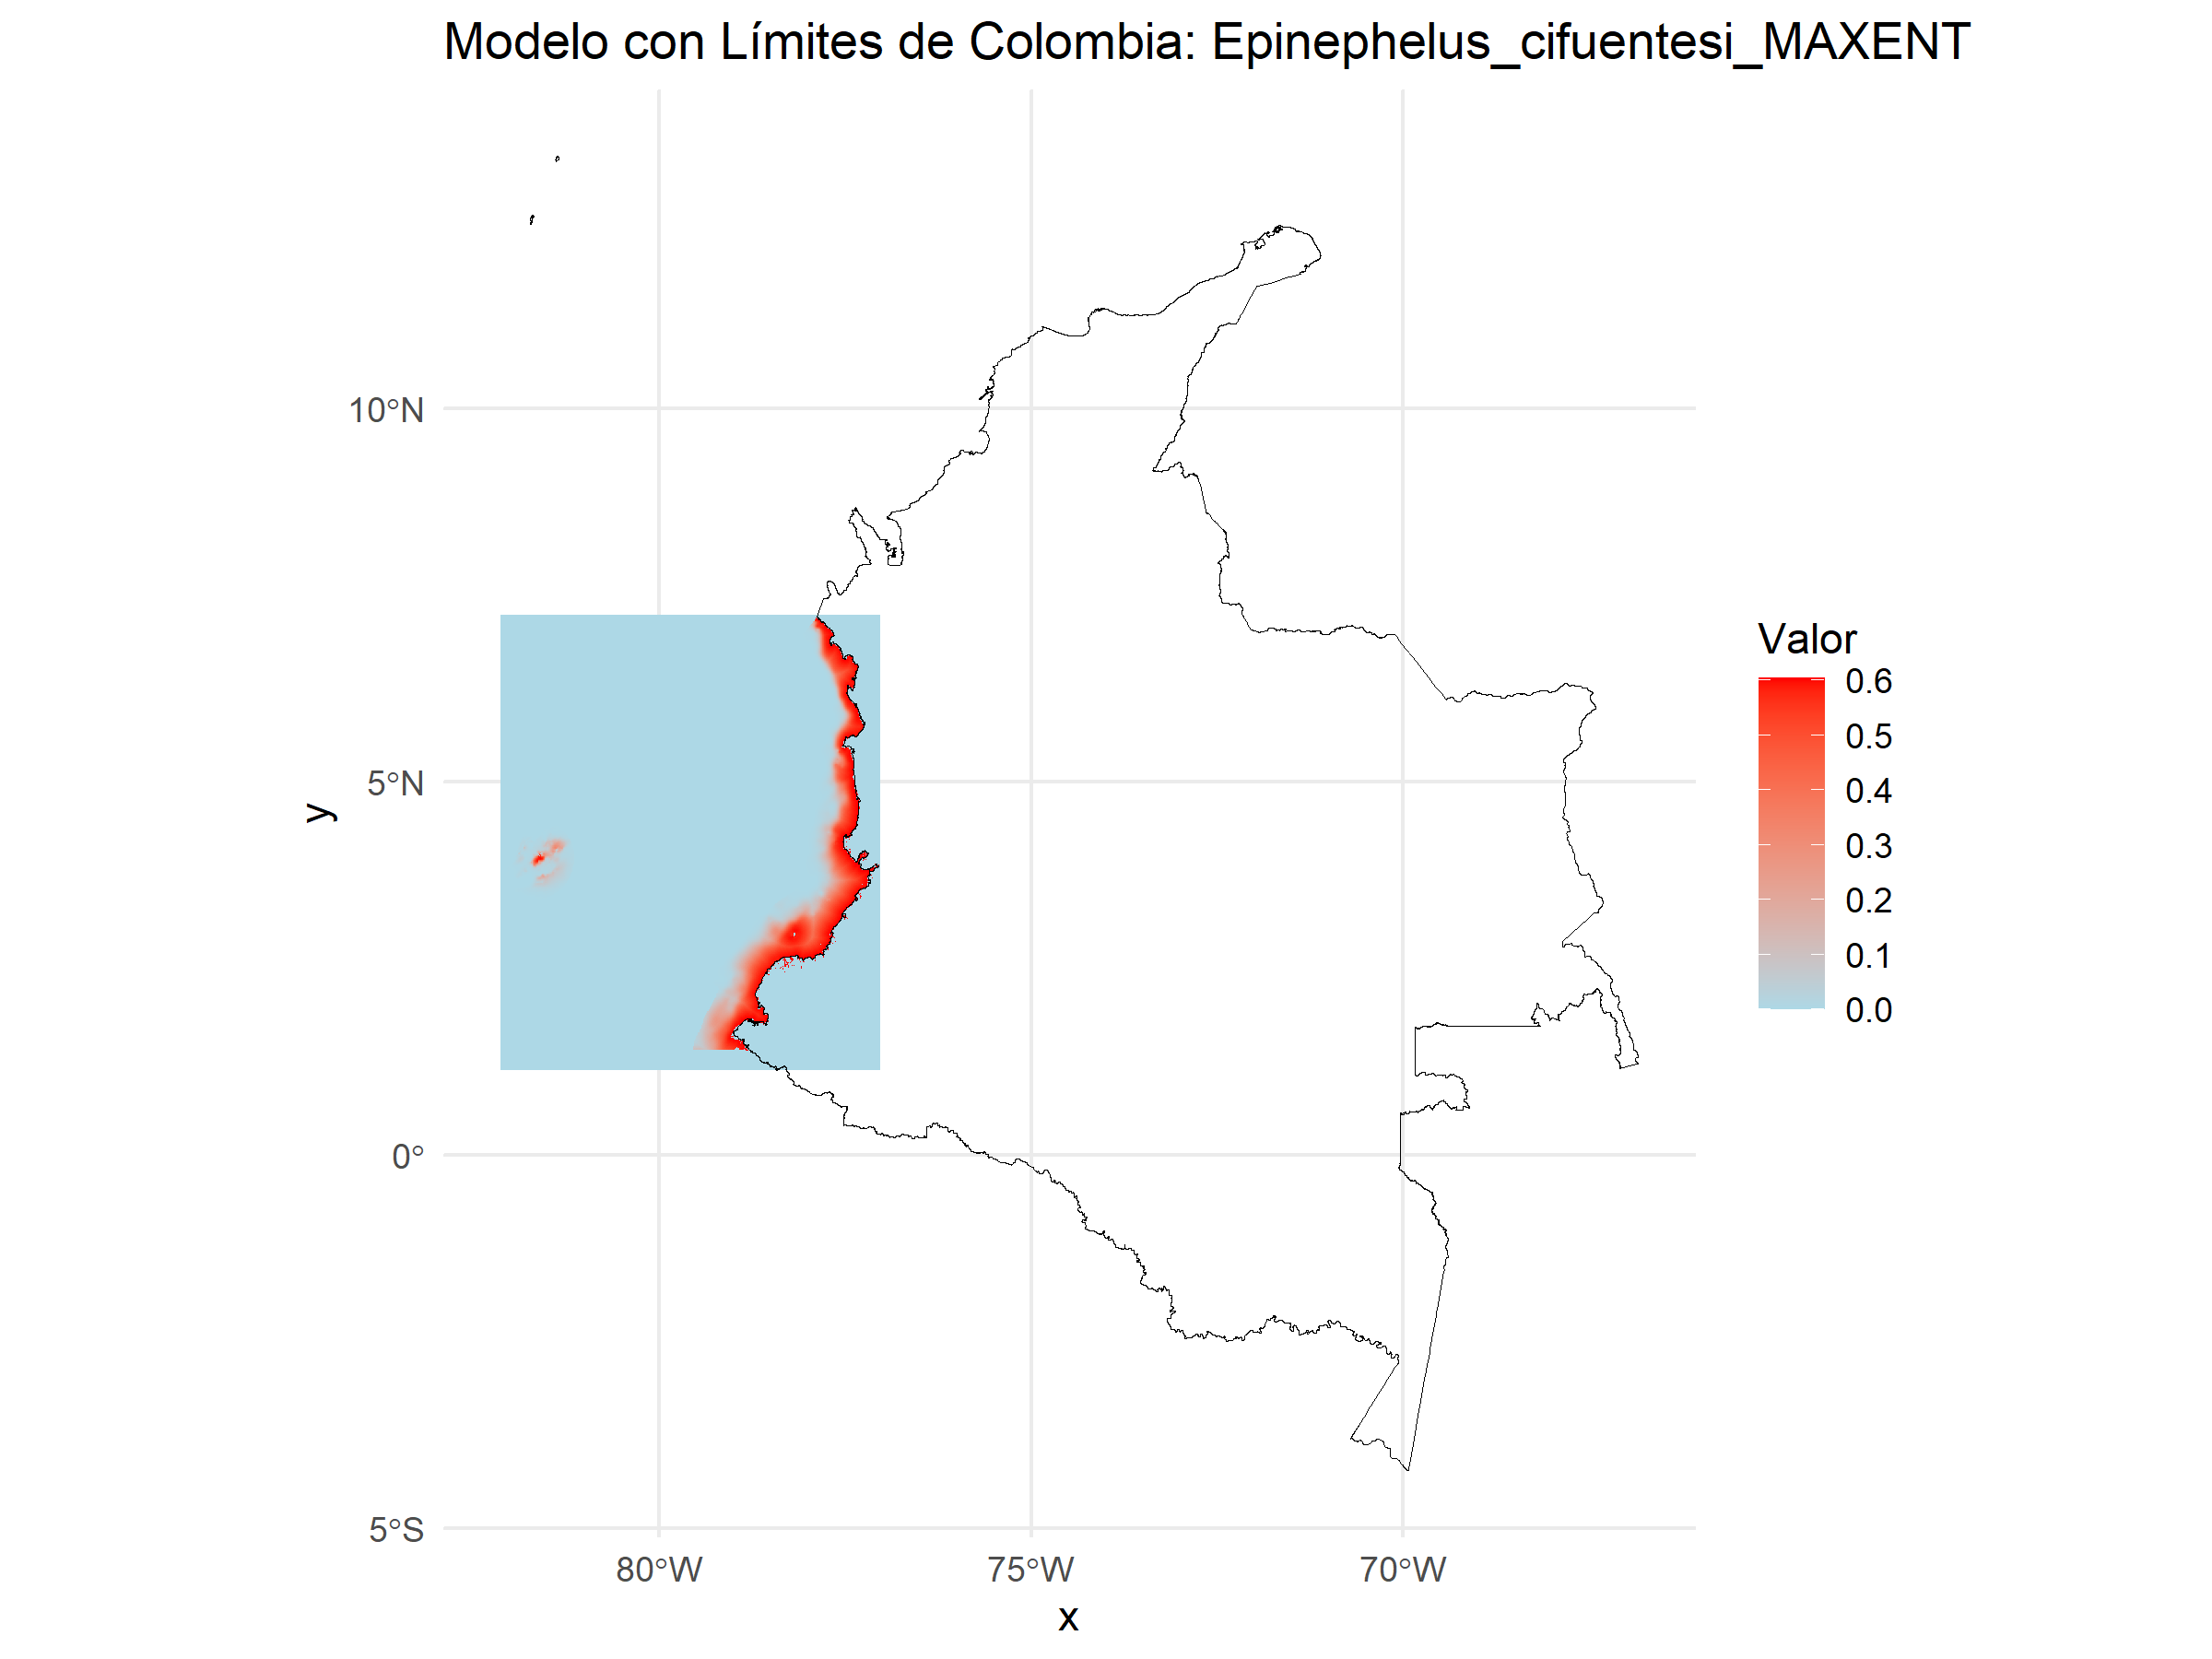 Modelo con Límites de Colombia: Epinephelus_cifuentesi_MAXENT
10°N
5°N
0°
5°S
y
80°W
75°W
70°W
x
Valor
0.6
0.5
0.4
0.3
0.2
0.1
0.0